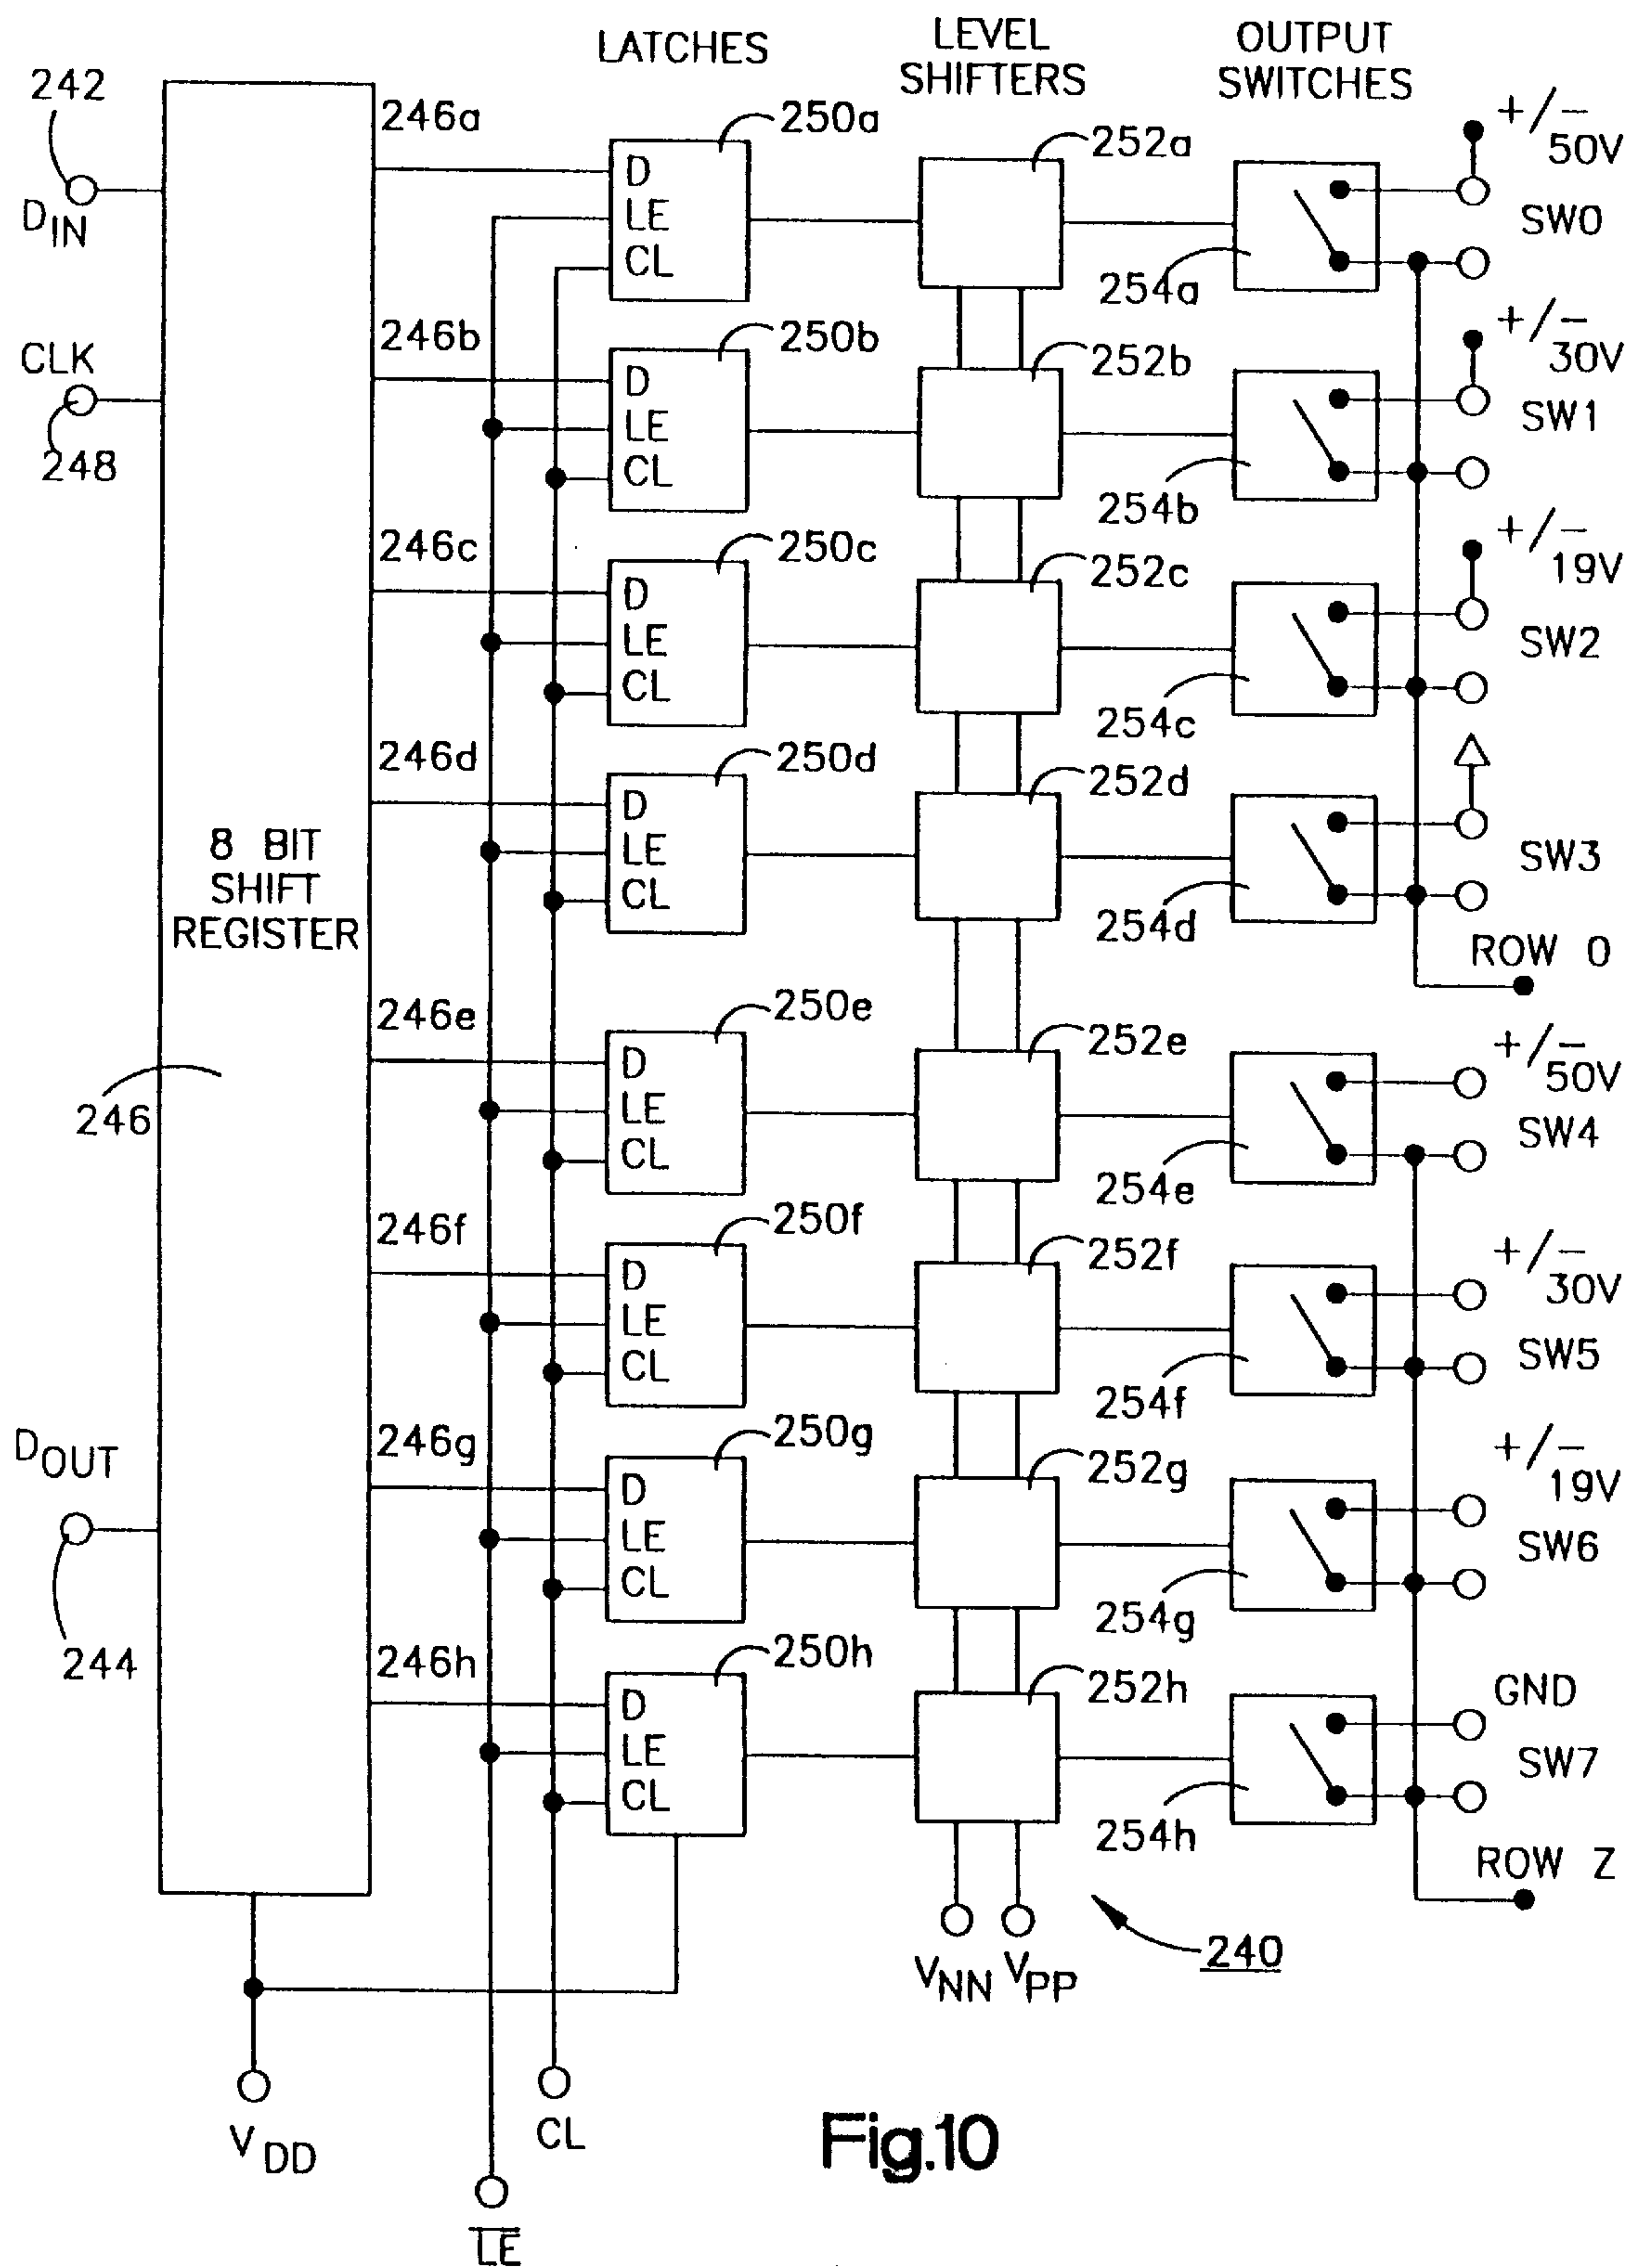 LATCHES
LEVEL
SHIFTERS
OUTPUT
SWITCHES
242
DIN
CLK
248
8 BIT
SHIFT
REGISTER
246
DOUT
244
246a
250a
D
LE
CL
252a
254a
+/-
50V
SW0
246b
250b
D
LE
CL
252b
254b
+/-
30V
SW1
246c
250c
D
LE
CL
252c
254c
+/-
19V
SW2
246d
250d
D
LE
CL
252d
254d
SW3
ROW 0
246e
250e
D
LE
CL
252e
254e
+/-
50V
SW4
246f
250f
D
LE
CL
252f
254f
+/-
30V
SW5
246g
250g
D
LE
CL
252g
254g
+/-
19V
SW6
246h
250h
D
LE
CL
252h
254h
GND
SW7
ROW Z
VNN VPP
240
VDD
CL
L̅E̅
Fig.10